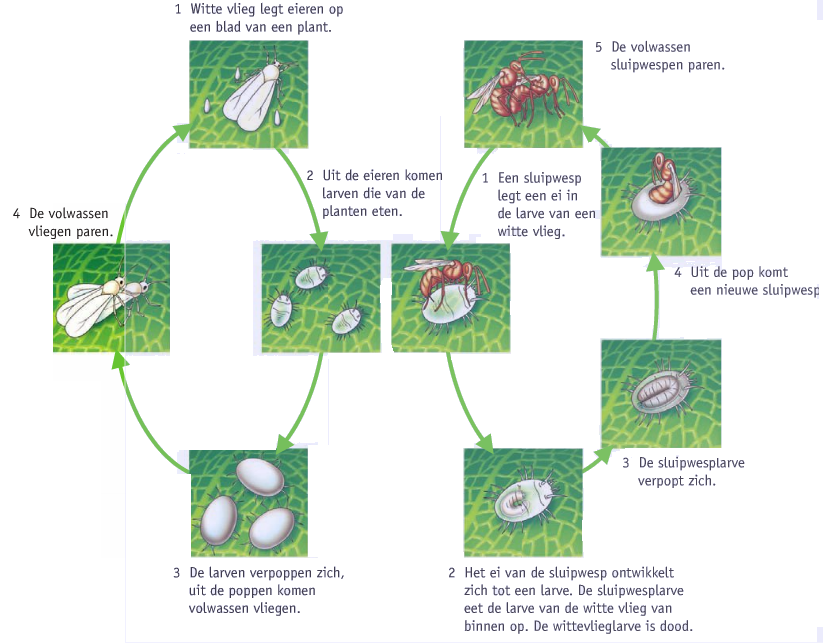 1 Witte vlieg legt eieren op
een blad van een plant.
2 Uit de eieren komen
larven die van de
planten eten.
3 De larven verpoppen zich,
uit de poppen komen
volwassen vliegen.
4 De volwassen
vliegen paren.
1 Een sluipwesp
legt een ei in
de larve van een
witte vlieg.
2 Het ei van de sluipwesp ontwikkelt
zich tot een larve. De sluipwesplarve
eet de larve van de witte vlieg van
binnen op. De wittevlieglarve is dood.
3 De sluipwesplarve
verpopt zich.
4 Uit de pop komt
een nieuwe sluipwesp
5 De volwassen
sluipwespen paren.